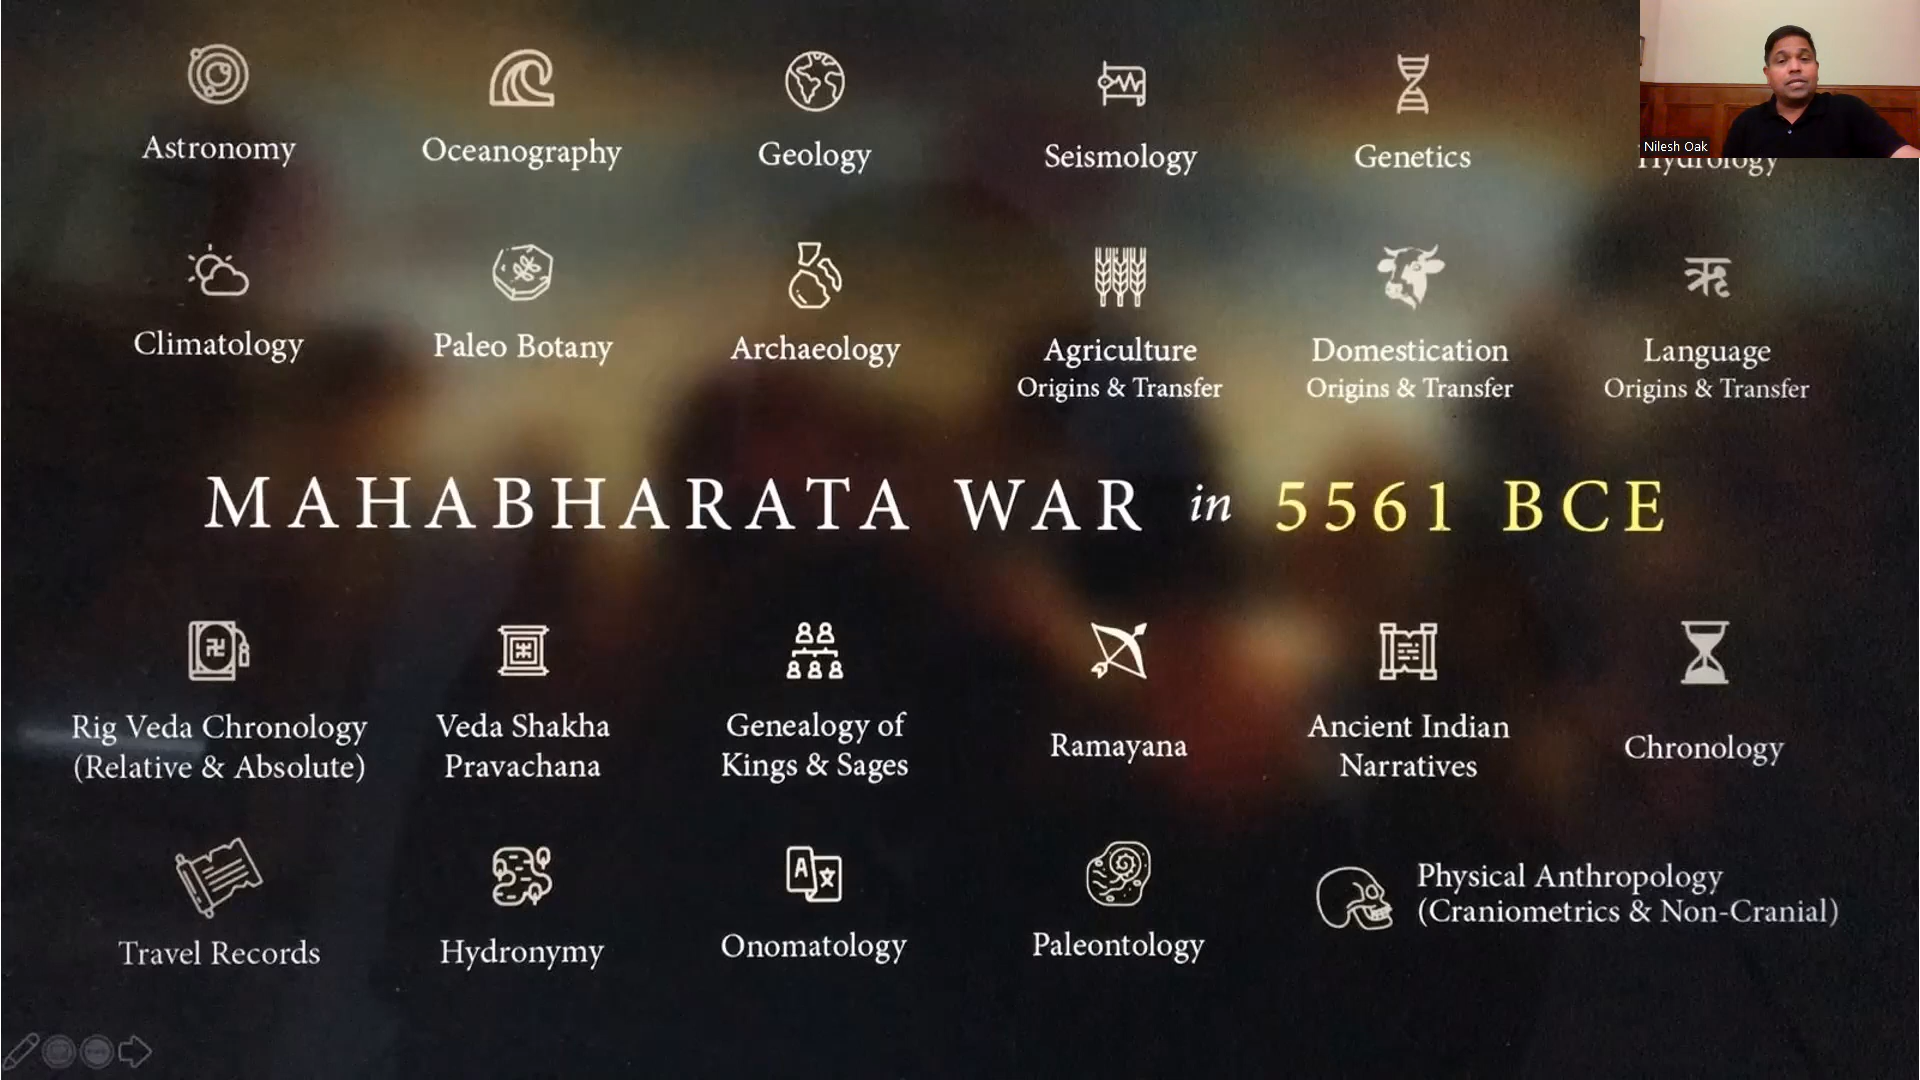 Astronomy
Oceanography
Geology
Seismology
Genetics
Hydrology
Nilesh Oak
Climatology
Paleo Botany
Archaeology
Agriculture
Origins & Transfer
Domestication
Origins & Transfer
ऋ
Language
Origins & Transfer
MAHABHARATA WAR in 5561 BCE
Rig Veda Chronology
(Relative & Absolute)
Veda Shakha
Pravachana
Genealogy of
Kings & Sages
Ramayana
Ancient Indian
Narratives
Chronology
Travel Records
Hydronymy
A
Onomatology
Paleontology
Physical Anthropology
(Craniometrics & Non-Cranial)